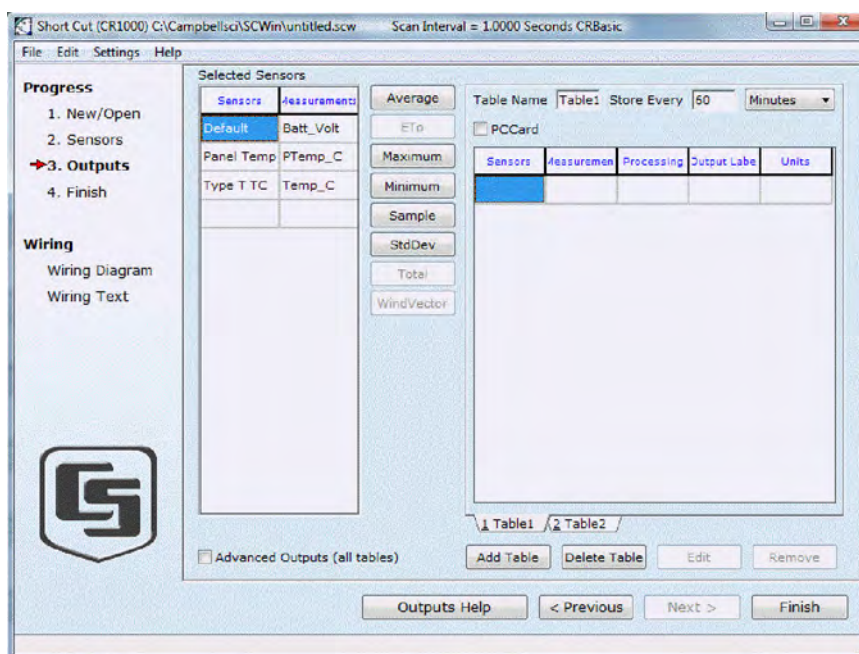 Short Cut (CR1000) C:\Campbellsci\SCWin\untitled.scw Scan Interval = 1.0000 Seconds CRBasic
File Edit Settings Help
Progress
1. New/Open
2. Sensors
3. Outputs
4. Finish
Wiring
Wiring Diagram
Wiring Text
Selected Sensors
Sensors
Default Batt_Volt
Panel Temp PTemp_C
Type T TC Temp_C
Advanced Outputs (all tables)
Average
ETo
Maximum
Minimum
Sample
StdDev
Total
WindVector
Table Name Table1 Store Every 60 Minutes
PCCard
Sensors Measuremen Processing Output Labe Units
1 Table1 2 Table2
Add Table Delete Table Edit Remove
Outputs Help < Previous Next > Finish